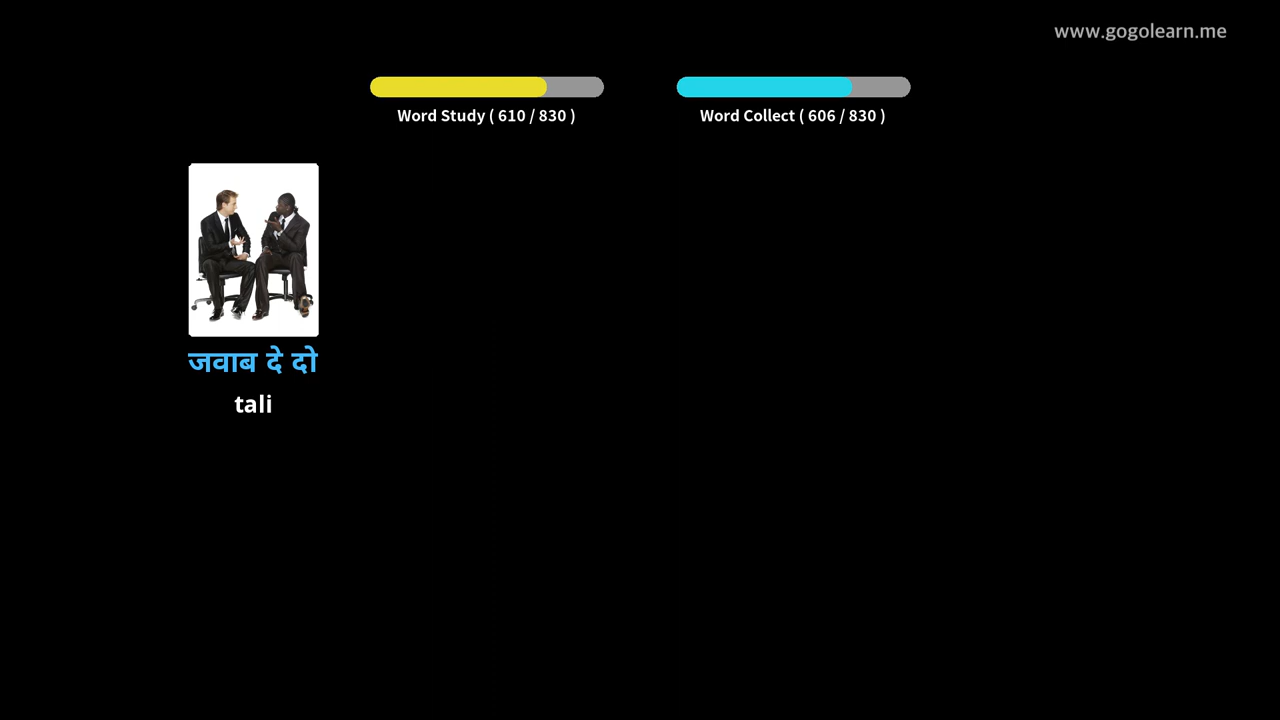 www.gogolearn.me
Word Study ( 610 / 830 )
Word Collect ( 606 / 830 )
जवाब दे दो
tali